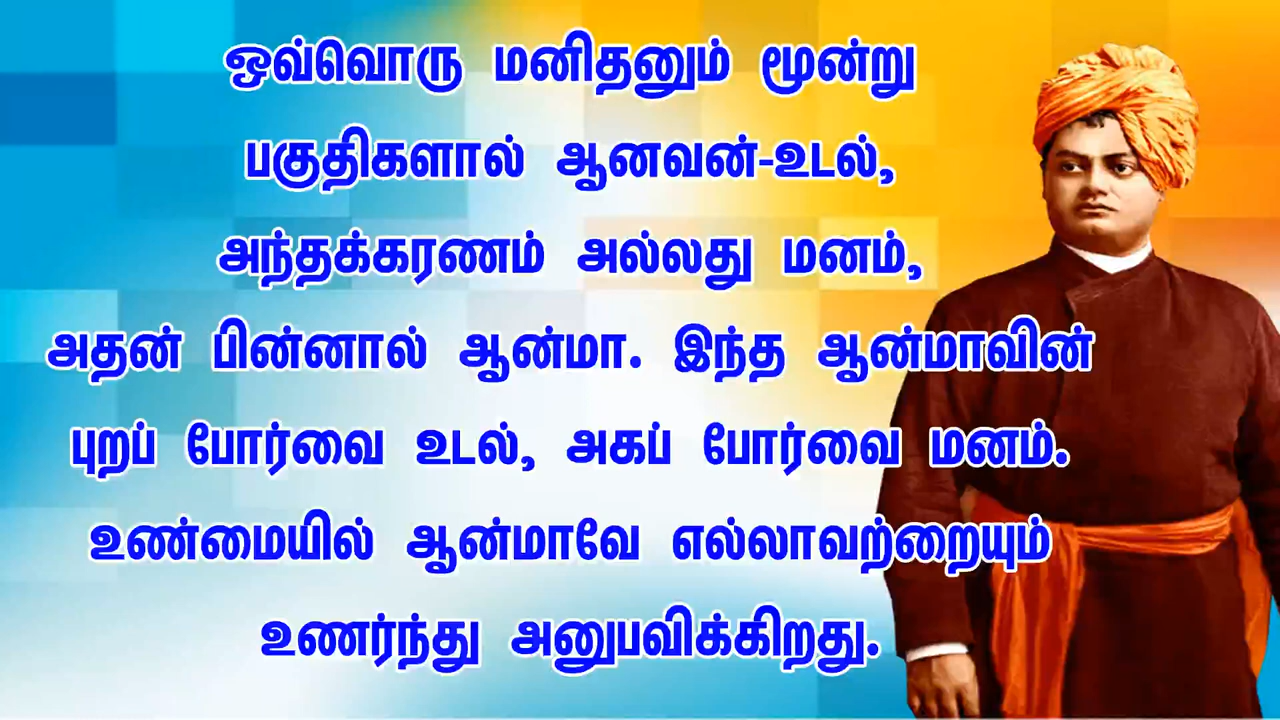 ஒவ்வொரு மனிதனும் மூன்று
பகுதிகளால் ஆனவன்-உடல்,
அந்தக்கரணம் அல்லது மனம்,
அதன் பின்னால் ஆன்மா. இந்த ஆன்மாவின்
புறப் போர்வை உடல், அகப் போர்வை மனம்.
உண்மையில் ஆன்மாவே எல்லாவற்றையும்
உணர்ந்து அனுபவிக்கிறது.